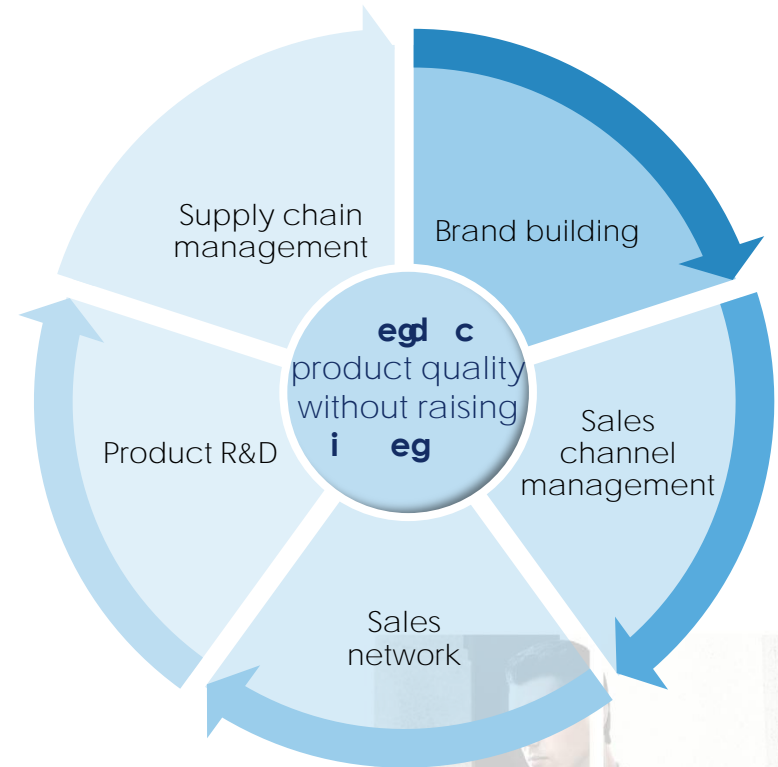 Supply chain
management
Brand building
product quality
without raising
Sales
channel
management
Product R&D
Sales
network